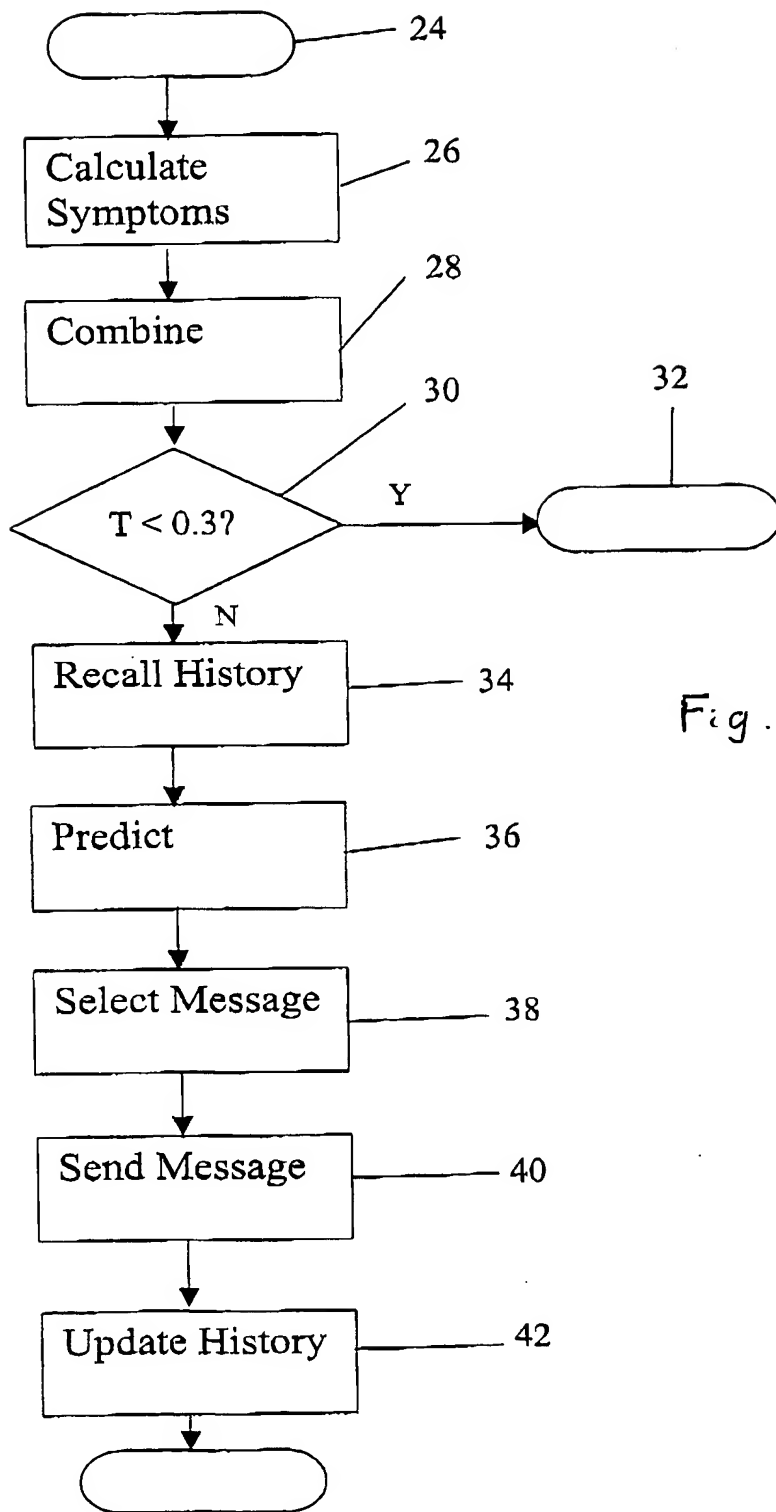 24
Calculate
Symptoms
26
Combine
28
30
T < 0.3?
Y
32
N
Recall History
34
Fig.
Predict
36
Select Message
38
Send Message
40
Update History
42